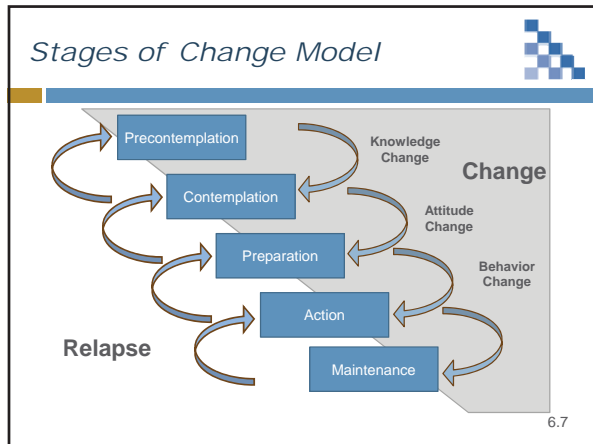 Stages of Change Model
Precontemplation
Knowledge
Change
Change
Contemplation
Attitude
Change
Preparation
Behavior
Change
Action
Relapse
Maintenance
6.7